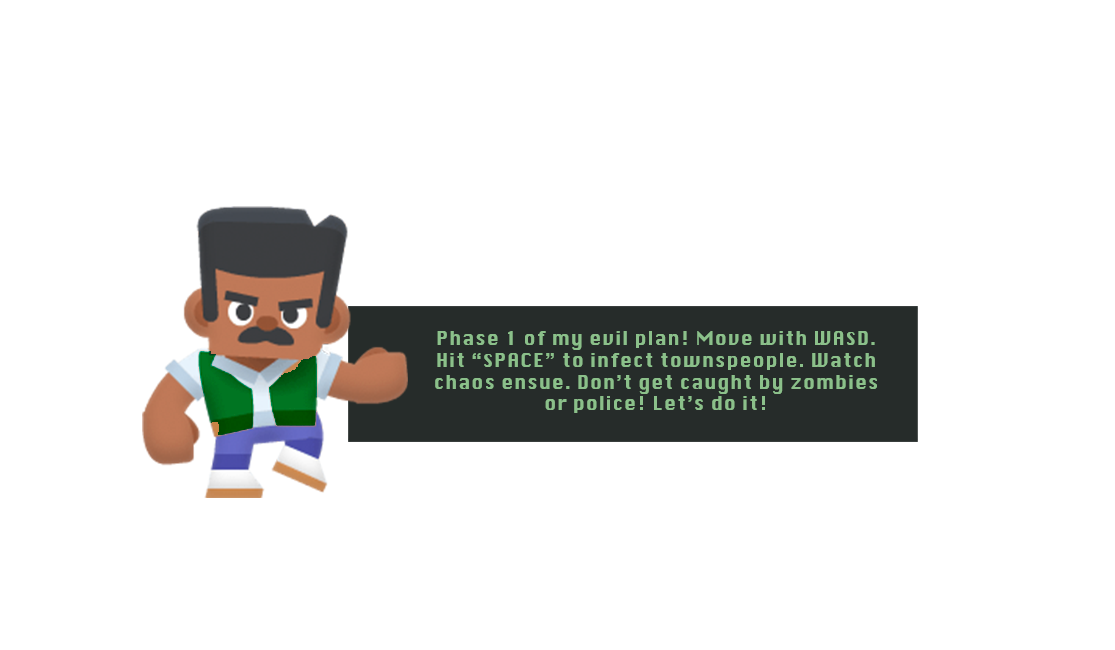 Phase 1 of my evil plan! Move with WASD.
Hit “SPACE” to infect townspeople. Watch
chaos ensue. Don’t get caught by zombies
or police! Let’s do it!